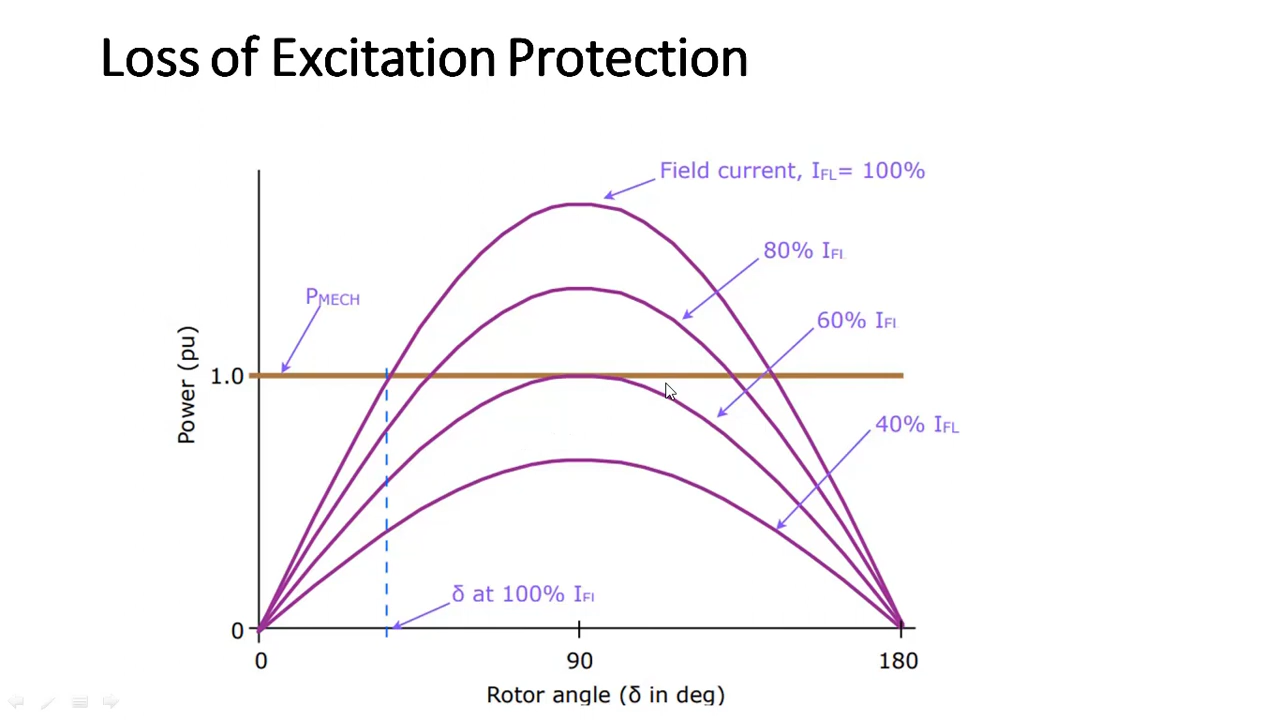 Loss of Excitation Protection
Field current, IFL= 100%
80% IFL
PMECH
60% IFL
1.0
Power (pu)
40% IFL
δ at 100% IFL
0
0 90 180
Rotor angle (δ in deg)